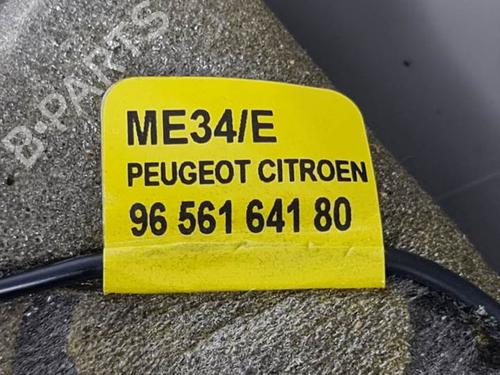 B-PARTS
ME34/E
PEUGEOT CITROEN
96 561 641 80